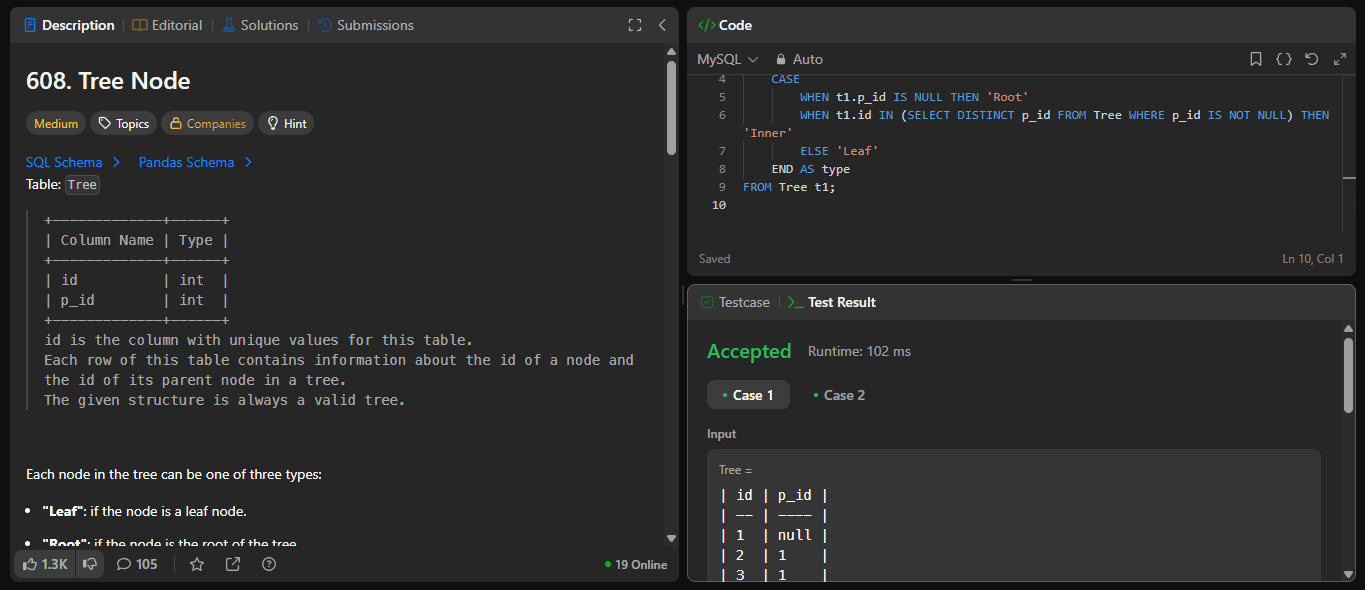 Description
Editorial
Solutions
Submissions
608. Tree Node
Medium
Topics
Companies
Hint
SQL Schema
Pandas Schema
Table: Tree
+-------------+------+
| Column Name | Type |
+-------------+------+
| id          | int  |
| p_id        | int  |
+-------------+------+
id is the column with unique values for this table.
Each row of this table contains information about the id of a node and
the id of its parent node in a tree.
The given structure is always a valid tree.
Each node in the tree can be one of three types:
• "Leaf": if the node is a leaf node.
• "Root": if the node is the root of the tree.
1.3K
105
19 Online
</> Code
MySQL
Auto
4 CASE
5 WHEN t1.p_id IS NULL THEN 'Root'
6 WHEN t1.id IN (SELECT DISTINCT p_id FROM Tree WHERE p_id IS NOT NULL) THEN
'Inner'
7 ELSE 'Leaf'
8 END AS type
9 FROM Tree t1;
10
Saved
Ln 10, Col 1
Testcase
>_ Test Result
Accepted
Runtime: 102 ms
• Case 1
• Case 2
Input
Tree =
| id | p_id |
| -- | ---- |
| 1  | null |
| 2  | 1    |
| 3  | 1    |